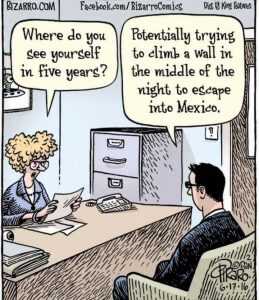 BIZARRO.COM
Facebook.com/BizarroComics
Dist. by King Features
Where do you
see yourself
in five years?
Potentially trying
to climb a wall in
the middle of the
night to escape
into Mexico.
6-17-16